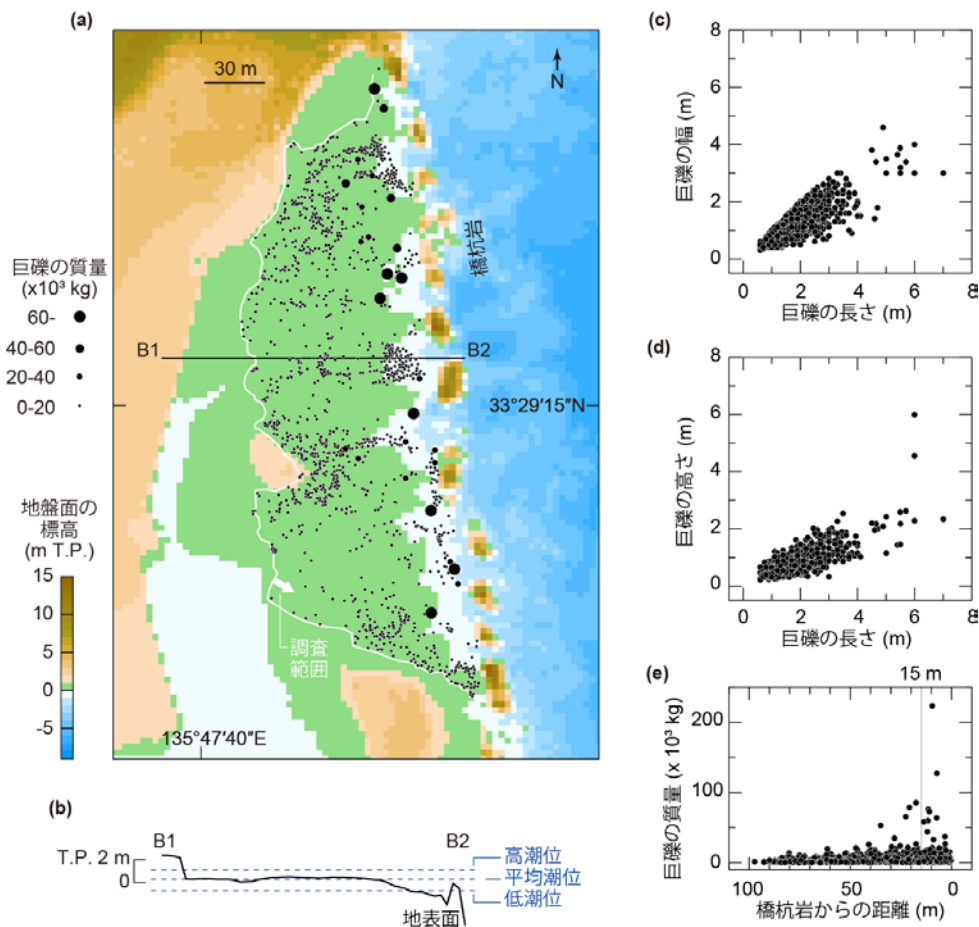 (a)
30 m
N
橋杭岩
巨礫の質量
(x10³ kg)
60-
40-60
20-40
0-20
B1
B2
33°29′15″N
地盤面の
標高
(m T.P.)
15
10
5
0
-5
調査
範囲
135°47′40″E
(b)
B1
B2
T.P. 2 m
0
高潮位
平均潮位
低潮位
地表面
(c)
8
6
4
2
0
巨礫の幅 (m)
0
2
4
6
8
巨礫の長さ (m)
(d)
8
6
4
2
0
巨礫の高さ (m)
0
2
4
6
8
巨礫の長さ (m)
(e)
15 m
200
100
0
巨礫の質量 (x 10³ kg)
100
50
0
橋杭岩からの距離 (m)